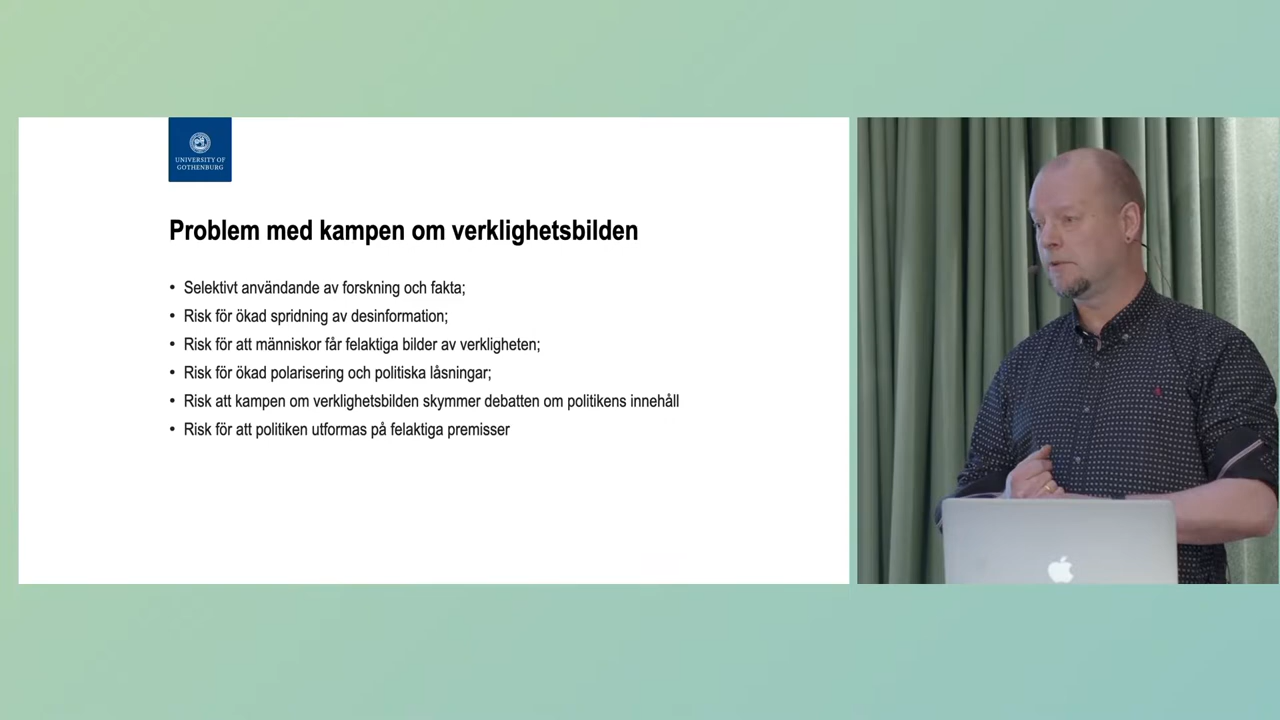 UNIVERSITY OF
GOTHENBURG
Problem med kampen om verklighetsbilden
• Selektivt användande av forskning och fakta;
• Risk för ökad spridning av desinformation;
• Risk för att människor får felaktiga bilder av verkligheten;
• Risk för ökad polarisering och politiska låsningar;
• Risk att kampen om verklighetsbilden skymmer debatten om politikens innehåll
• Risk för att politiken utformas på felaktiga premisser